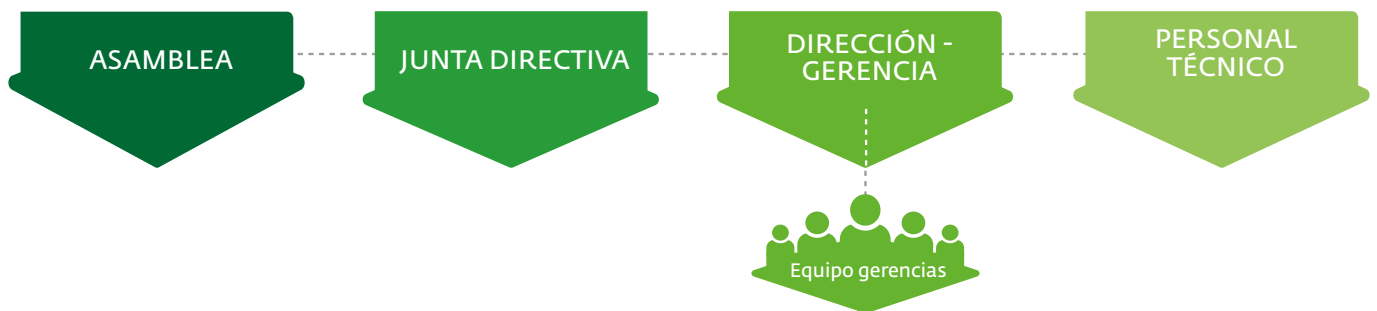 ASAMBLEA
JUNTA DIRECTIVA
DIRECCIÓN -
GERENCIA
PERSONAL
TÉCNICO
Equipo gerencias